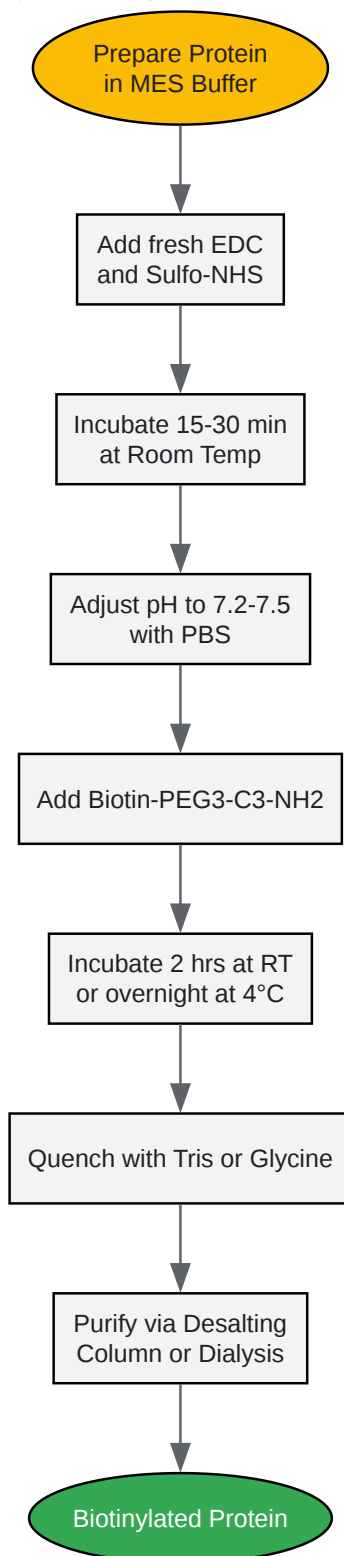 Prepare Protein
in MES Buffer
Add fresh EDC
and Sulfo-NHS
Incubate 15-30 min
at Room Temp
Adjust pH to 7.2-7.5
with PBS
Add Biotin-PEG3-C3-NH2
Incubate 2 hrs at RT
or overnight at 4°C
Quench with Tris or Glycine
Purify via Desalting
Column or Dialysis
Biotinylated Protein